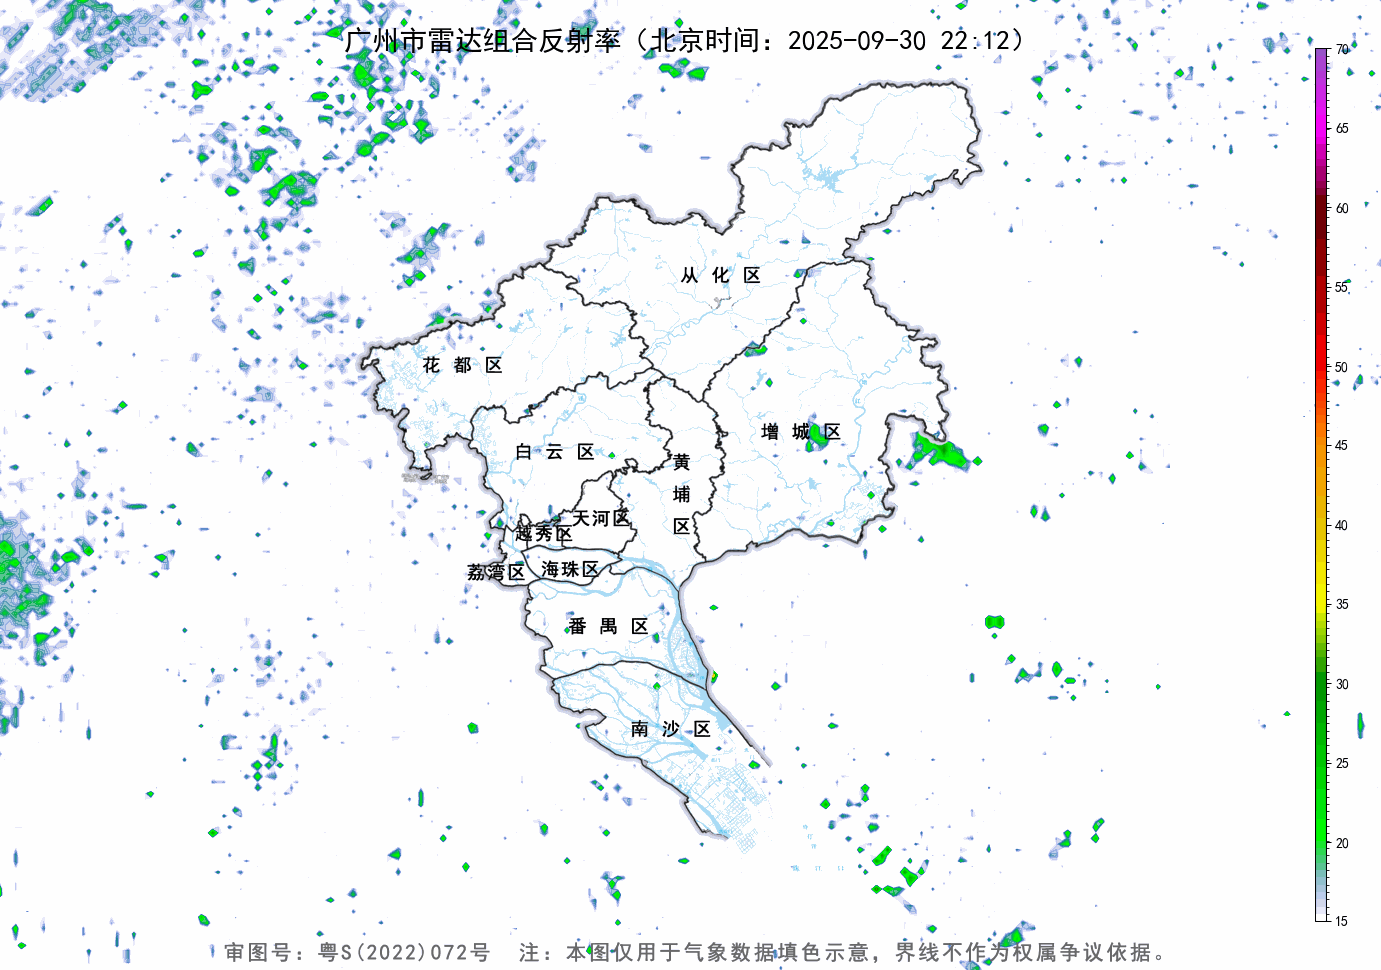 广州市雷达组合反射率（北京时间：2025-09-30 22:12）
70
65
60
55
50
45
40
35
30
25
20
15
从化区
花都区
增城区
白云区
黄埔区
天河区
越秀区
荔湾区
海珠区
番禺区
南沙区
审图号：粤S(2022)072号 注：本图仅用于气象数据填色示意，界线不作为权属争议依据。